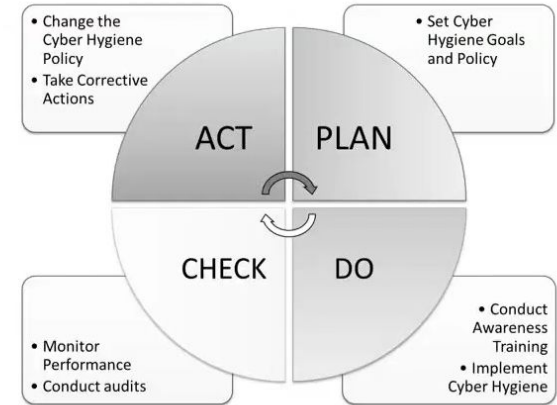 • Change the
Cyber Hygiene
Policy
• Take Corrective
Actions
• Set Cyber
Hygiene Goals
and Policy
ACT
PLAN
CHECK
DO
• Monitor
Performance
• Conduct audits
• Conduct
Awareness
Training
• Implement
Cyber Hygiene